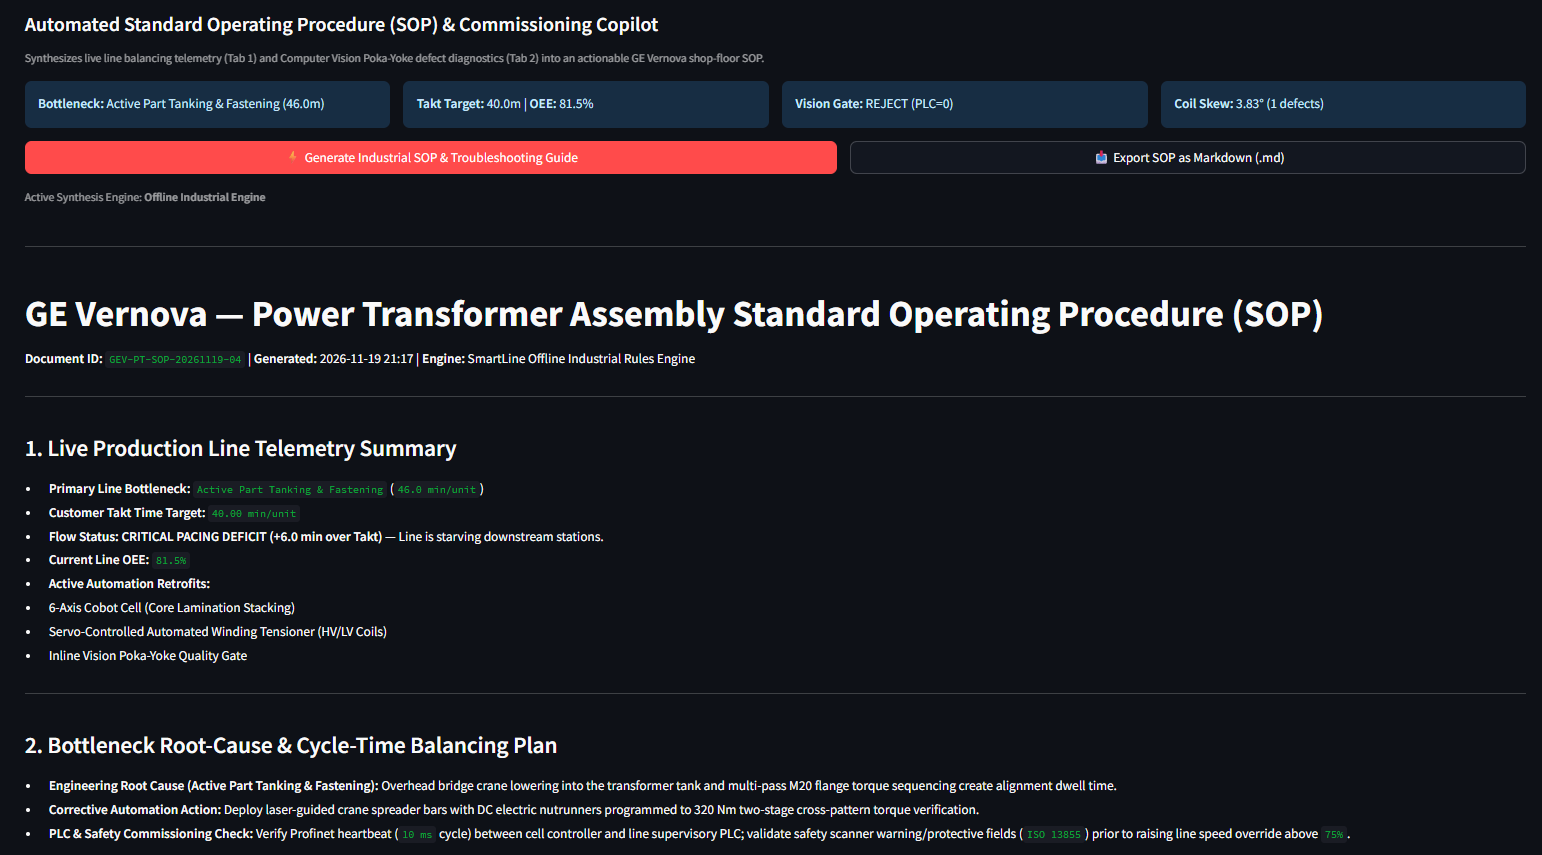 Automated Standard Operating Procedure (SOP) & Commissioning Copilot
Synthesizes live line balancing telemetry (Tab 1) and Computer Vision Poka-Yoke defect diagnostics (Tab 2) into an actionable GE Vernova shop-floor SOP.
Bottleneck: Active Part Tanking & Fastening (46.0m)
Takt Target: 40.0m | OEE: 81.5%
Vision Gate: REJECT (PLC=0)
Coil Skew: 3.83° (1 defects)
Generate Industrial SOP & Troubleshooting Guide
Export SOP as Markdown (.md)
Active Synthesis Engine: Offline Industrial Engine
GE Vernova — Power Transformer Assembly Standard Operating Procedure (SOP)
Document ID: GEV-PT-SOP-20261119-04 | Generated: 2026-11-19 21:17 | Engine: SmartLine Offline Industrial Rules Engine
1. Live Production Line Telemetry Summary
• Primary Line Bottleneck: Active Part Tanking & Fastening ( 46.0 min/unit )
• Customer Takt Time Target: 40.00 min/unit
• Flow Status: CRITICAL PACING DEFICIT (+6.0 min over Takt) — Line is starving downstream stations.
• Current Line OEE: 81.5%
• Active Automation Retrofits:
• 6-Axis Cobot Cell (Core Lamination Stacking)
• Servo-Controlled Automated Winding Tensioner (HV/LV Coils)
• Inline Vision Poka-Yoke Quality Gate
2. Bottleneck Root-Cause & Cycle-Time Balancing Plan
• Engineering Root Cause (Active Part Tanking & Fastening): Overhead bridge crane lowering into the transformer tank and multi-pass M20 flange torque sequencing create alignment dwell time.
• Corrective Automation Action: Deploy laser-guided crane spreader bars with DC electric nutrunners programmed to 320 Nm two-stage cross-pattern torque verification.
• PLC & Safety Commissioning Check: Verify Profinet heartbeat ( 10 ms cycle) between cell controller and line supervisory PLC; validate safety scanner warning/protective fields ( ISO 13855 ) prior to raising line speed override above 75% .